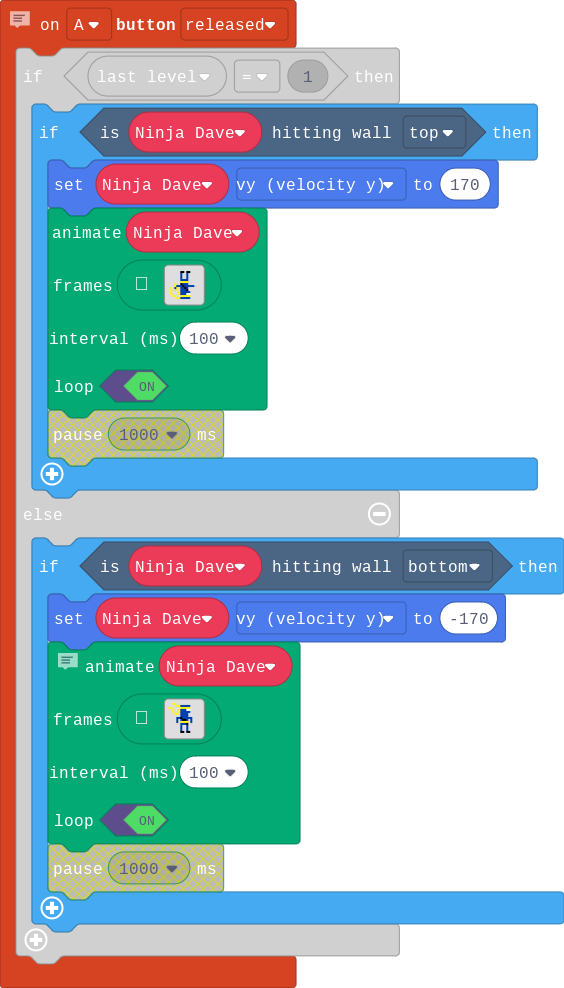 on A button released
if last level = 1 then
if is Ninja Dave hitting wall top then
set Ninja Dave vy (velocity y) to 170
animate Ninja Dave
frames
interval (ms) 100
loop ON
pause 1000 ms
else
if is Ninja Dave hitting wall bottom then
set Ninja Dave vy (velocity y) to -170
animate Ninja Dave
frames
interval (ms) 100
loop ON
pause 1000 ms